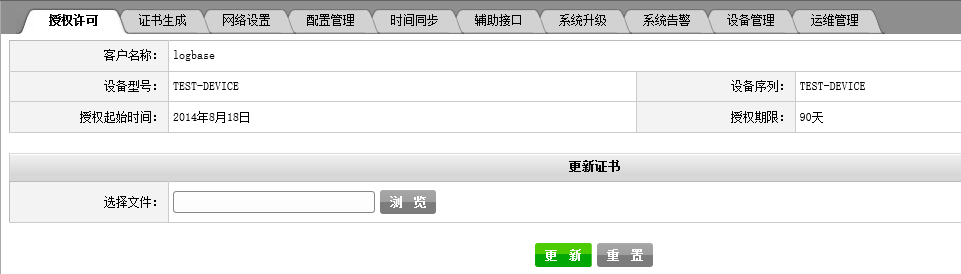 授权许可 证书生成 网络设置 配置管理 时间同步 辅助接口 系统升级 系统告警 设备管理 运维管理
客户名称： logbase
设备型号： TEST-DEVICE 设备序列： TEST-DEVICE
授权起始时间： 2014年8月18日 授权期限： 90天
更新证书
选择文件： 浏 览
更 新 重 置